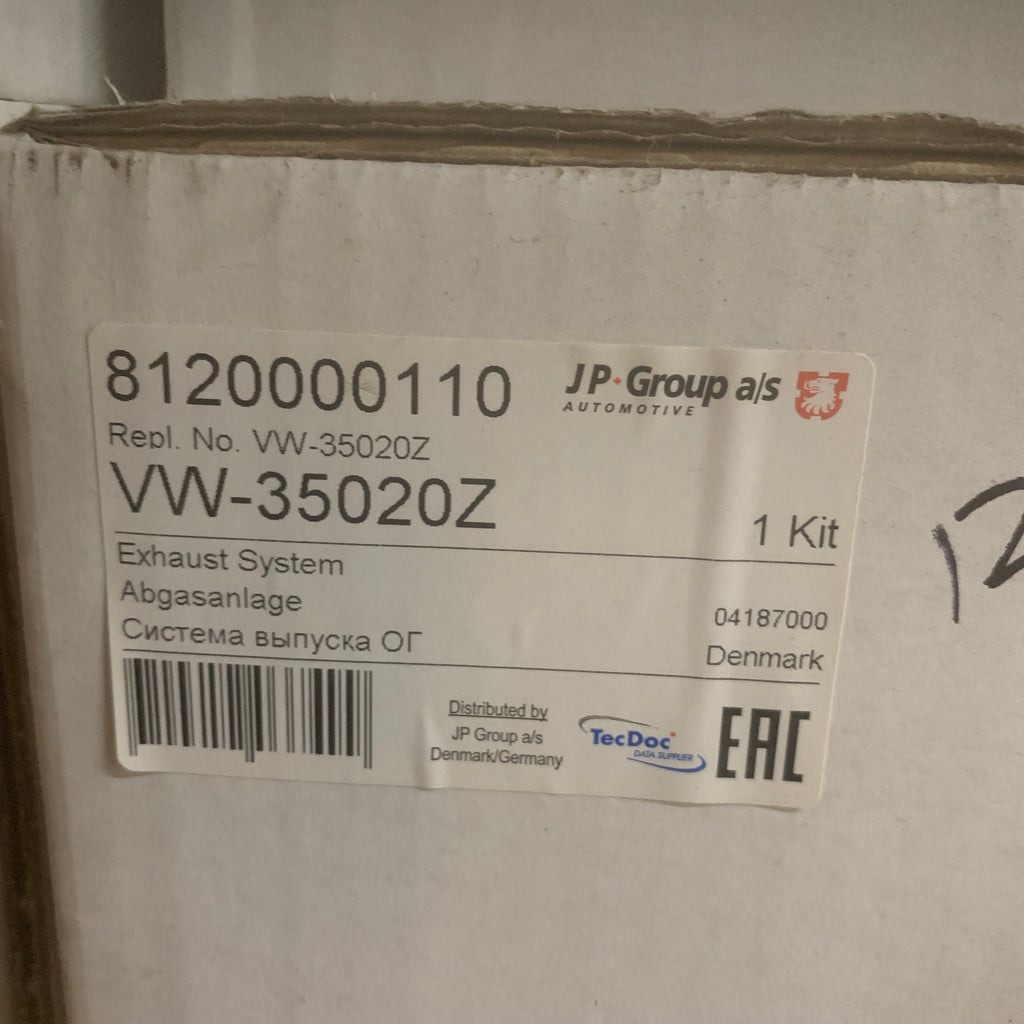 8120000110
JP Group a/s
AUTOMOTIVE
Repl. No. VW-35020Z
VW-35020Z
1 Kit
Exhaust System
Abgasanlage
04187000
Система выпуска ОГ
Denmark
Distributed by
JP Group a/s
Denmark/Germany
TecDoc
DATA SUPPLIER
EAC
12